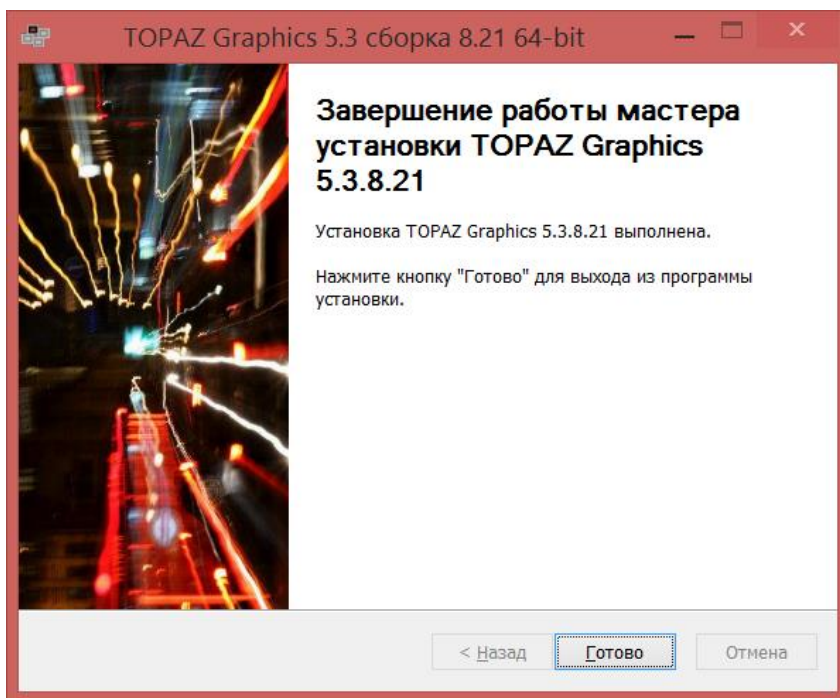 TOPAZ Graphics 5.3 сборка 8.21 64-bit
Завершение работы мастера
установки TOPAZ Graphics
5.3.8.21
Установка TOPAZ Graphics 5.3.8.21 выполнена.
Нажмите кнопку "Готово" для выхода из программы
установки.
< Назад
Готово
Отмена